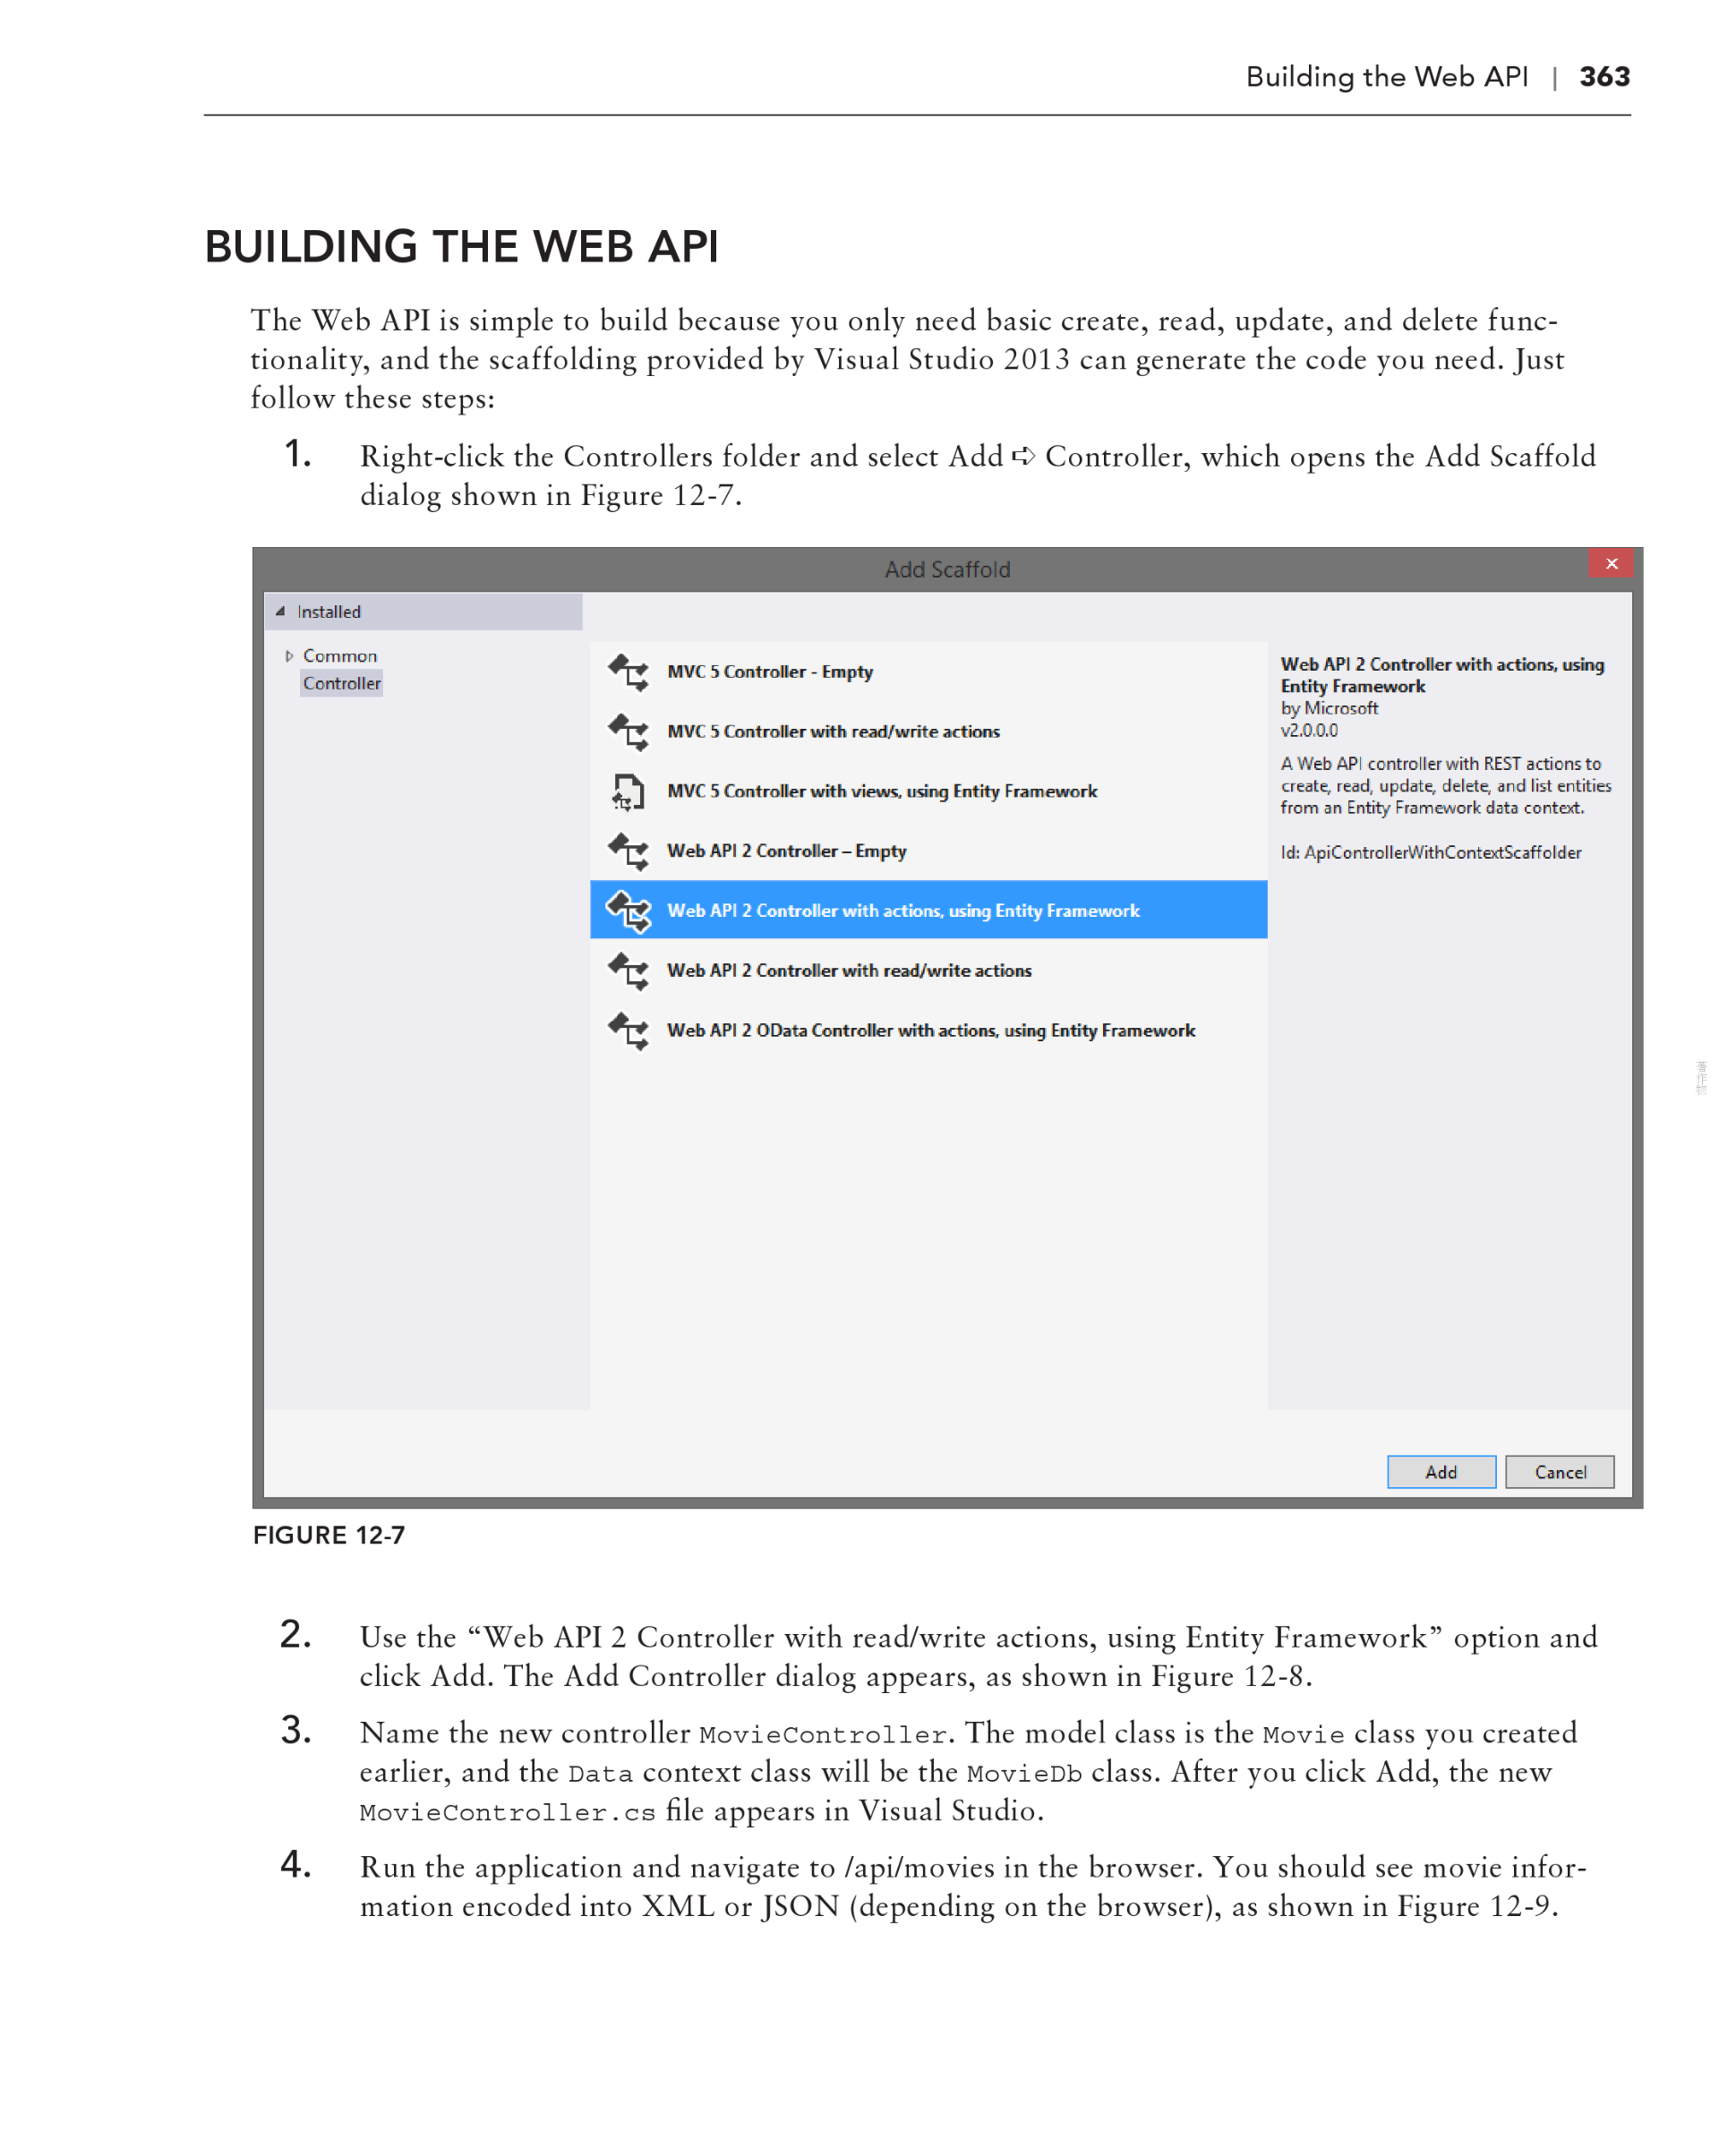 Building the Web API | 363
BUILDING THE WEB API
The Web API is simple to build because you only need basic create, read, update, and delete func-
tionality, and the scaffolding provided by Visual Studio 2013 can generate the code you need. Just
follow these steps:
1. Right-click the Controllers folder and select Add ➪ Controller, which opens the Add Scaffold
dialog shown in Figure 12-7.
Add Scaffold
Installed
Common
Controller
MVC 5 Controller - Empty
MVC 5 Controller with read/write actions
MVC 5 Controller with views, using Entity Framework
Web API 2 Controller – Empty
Web API 2 Controller with actions, using Entity Framework
Web API 2 Controller with read/write actions
Web API 2 OData Controller with actions, using Entity Framework
Web API 2 Controller with actions, using
Entity Framework
by Microsoft
v2.0.0.0
A Web API controller with REST actions to
create, read, update, delete, and list entities
from an Entity Framework data context.
Id: ApiControllerWithContextScaffolder
Add
Cancel
著作物
FIGURE 12-7
2. Use the “Web API 2 Controller with read/write actions, using Entity Framework” option and
click Add. The Add Controller dialog appears, as shown in Figure 12-8.
3. Name the new controller MovieController. The model class is the Movie class you created
earlier, and the Data context class will be the MovieDb class. After you click Add, the new
MovieController.cs file appears in Visual Studio.
4. Run the application and navigate to /api/movies in the browser. You should see movie infor-
mation encoded into XML or JSON (depending on the browser), as shown in Figure 12-9.